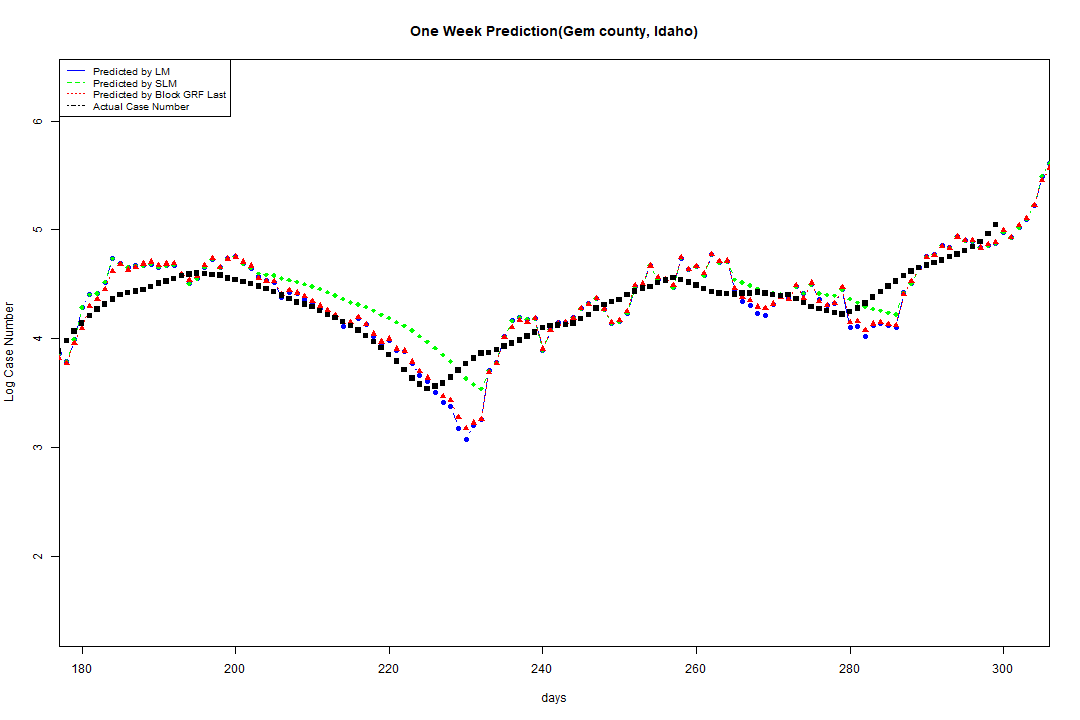 One Week Prediction(Gem county, Idaho)
Predicted by LM
Predicted by SLM
Predicted by Block GRF Last
Actual Case Number
6
5
4
3
2
Log Case Number
180 200 220 240 260 280 300
days